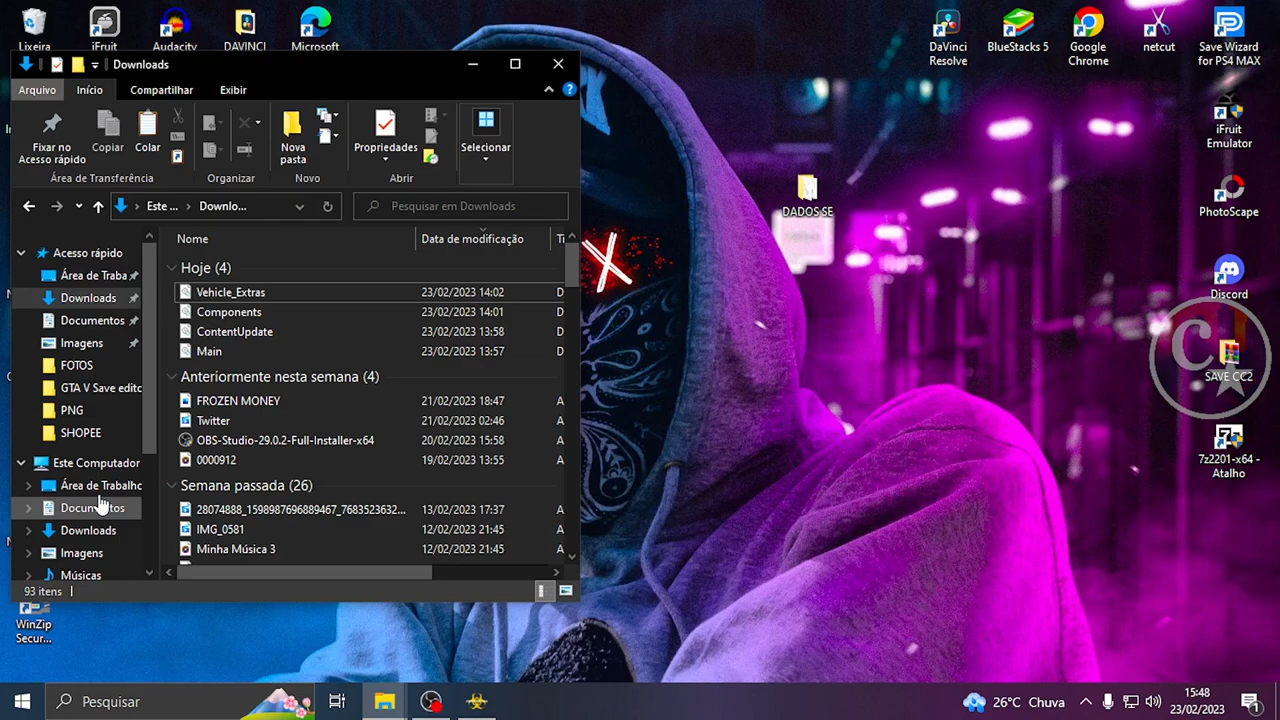 Lixeira
iFruit
Audacity
DAVINCI
Microsoft
DaVinci
Resolve
BlueStacks 5
Google
Chrome
netcut
Save Wizard
for PS4 MAX
Downloads
Arquivo
Início
Compartilhar
Exibir
Fixar no
Acesso rápido
Copiar
Colar
Nova
pasta
Propriedades
Selecionar
Área de Transferência
Organizar
Novo
Abrir
Este ...
Downlo...
Pesquisar em Downloads
Nome
Data de modificação
Acesso rápido
Área de Traba
Downloads
Documentos
Imagens
FOTOS
GTA V Save editc
PNG
SHOPEE
Este Computador
Área de Trabalho
Documentos
Downloads
Imagens
Músicas
Hoje (4)
Vehicle_Extras 23/02/2023 14:02 D
Components 23/02/2023 14:01 D
ContentUpdate 23/02/2023 13:58 D
Main 23/02/2023 13:57 D
Anteriormente nesta semana (4)
FROZEN MONEY 21/02/2023 18:47 A
Twitter 21/02/2023 02:46 A
OBS-Studio-29.0.2-Full-Installer-x64 20/02/2023 15:58 A
0000912 19/02/2023 13:55 A
Semana passada (26)
28074888_1598987696889467_7683523632... 13/02/2023 17:37 A
IMG_0581 12/02/2023 21:45 A
Minha Música 3 12/02/2023 21:45 A
93 itens
DADOS SE
X
iFruit
Emulator
PhotoScape
Discord
C
SAVE CC2
7z2201-x64 -
Atalho
WinZip
Secur...
Pesquisar
26°C Chuva
15:48
23/02/2023
1